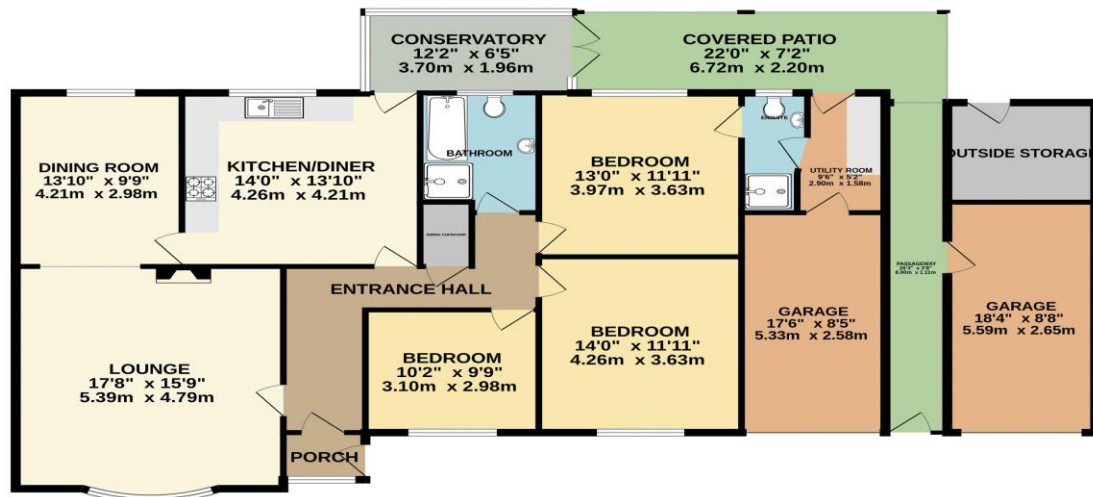 CONSERVATORY
12'2" x 6'5"
3.70m x 1.96m
COVERED PATIO
22'0" x 7'2"
6.72m x 2.20m
DINING ROOM
13'10" x 9'9"
4.21m x 2.98m
KITCHEN/DINER
14'0" x 13'10"
4.26m x 4.21m
BATHROOM
BEDROOM
13'0" x 11'11"
3.97m x 3.63m
ENSUITE
UTILITY ROOM
9'6" x 5'2"
2.90m x 1.58m
OUTSIDE STORAGE
ENTRANCE HALL
LOUNGE
17'8" x 15'9"
5.39m x 4.79m
BEDROOM
10'2" x 9'9"
3.10m x 2.98m
BEDROOM
14'0" x 11'11"
4.26m x 3.63m
GARAGE
17'6" x 8'5"
5.33m x 2.58m
PASSAGEWAY
GARAGE
18'4" x 8'8"
5.59m x 2.65m
PORCH